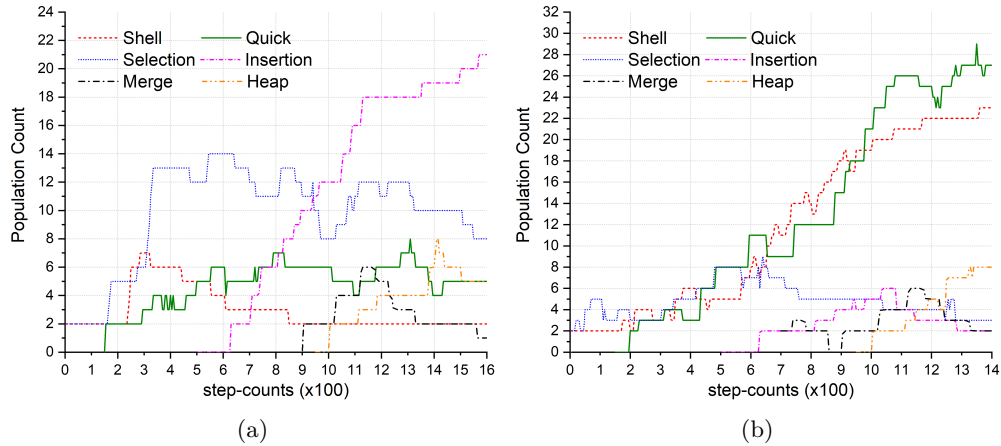 24
22
20
18
16
14
12
10
8
6
4
2
0
Population Count
Shell Quick
Selection Insertion
Merge Heap
0 1 2 3 4 5 6 7 8 9 10 11 12 13 14 15 16
step-counts (x100)
(a)
32
30
28
26
24
22
20
18
16
14
12
10
8
6
4
2
0
Population Count
Shell Quick
Selection Insertion
Merge Heap
0 1 2 3 4 5 6 7 8 9 10 11 12 13 14
step-counts (x100)
(b)